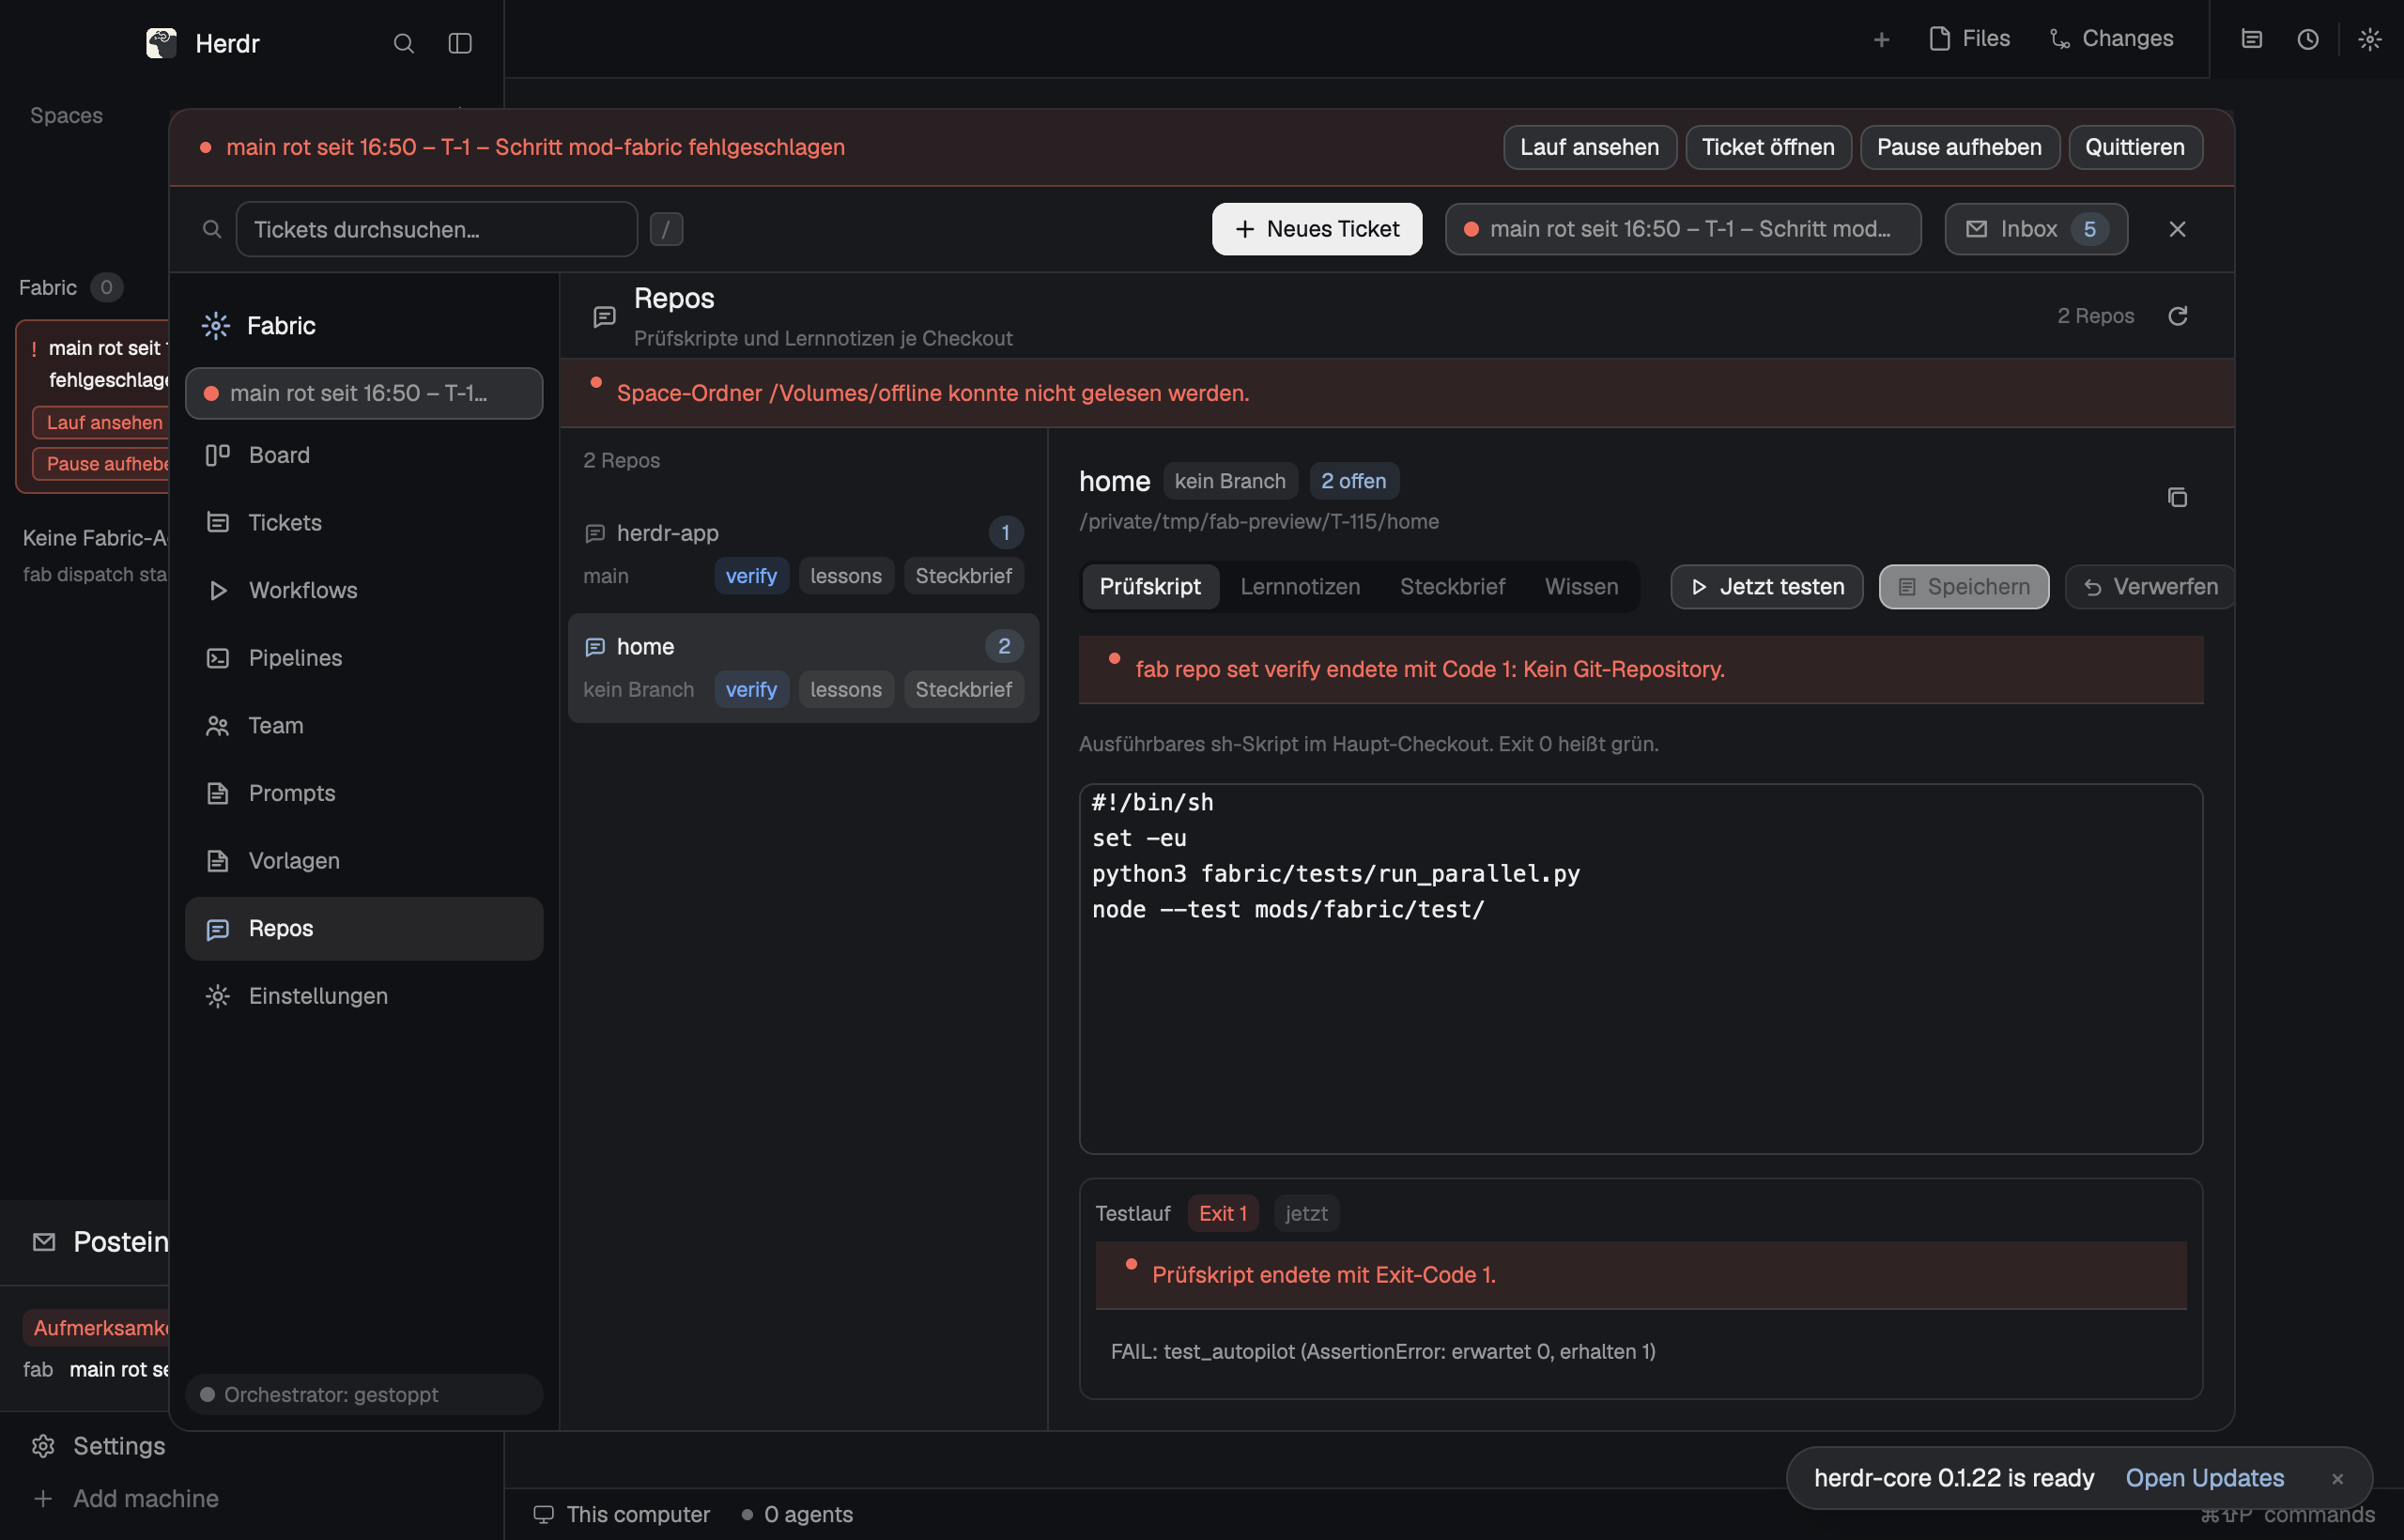 Herdr
Files
Changes
Spaces
main rot seit 16:50 – T-1 – Schritt mod-fabric fehlgeschlagen
Lauf ansehen
Ticket öffnen
Pause aufheben
Quittieren
Tickets durchsuchen...
/
Neues Ticket
main rot seit 16:50 – T-1 – Schritt mod...
Inbox 5
Fabric 0
! main rot seit
fehlgeschlage
Lauf ansehen
Pause aufhebe
Keine Fabric-A
fab dispatch sta
Fabric
main rot seit 16:50 – T-1...
Board
Tickets
Workflows
Pipelines
Team
Prompts
Vorlagen
Repos
Einstellungen
Orchestrator: gestoppt
Repos
Prüfskripte und Lernnotizen je Checkout
2 Repos
Space-Ordner /Volumes/offline konnte nicht gelesen werden.
2 Repos
herdr-app 1
main verify lessons Steckbrief
home 2
kein Branch verify lessons Steckbrief
home kein Branch 2 offen
/private/tmp/fab-preview/T-115/home
Prüfskript Lernnotizen Steckbrief Wissen
Jetzt testen
Speichern
Verwerfen
fab repo set verify endete mit Code 1: Kein Git-Repository.
Ausführbares sh-Skript im Haupt-Checkout. Exit 0 heißt grün.
#!/bin/sh
set -eu
python3 fabric/tests/run_parallel.py
node --test mods/fabric/test/
Testlauf Exit 1 jetzt
Prüfskript endete mit Exit-Code 1.
FAIL: test_autopilot (AssertionError: erwartet 0, erhalten 1)
Postein
Aufmerksamke
fab main rot se
Settings
Add machine
This computer
0 agents
herdr-core 0.1.22 is ready
Open Updates
⌘⇧P commands